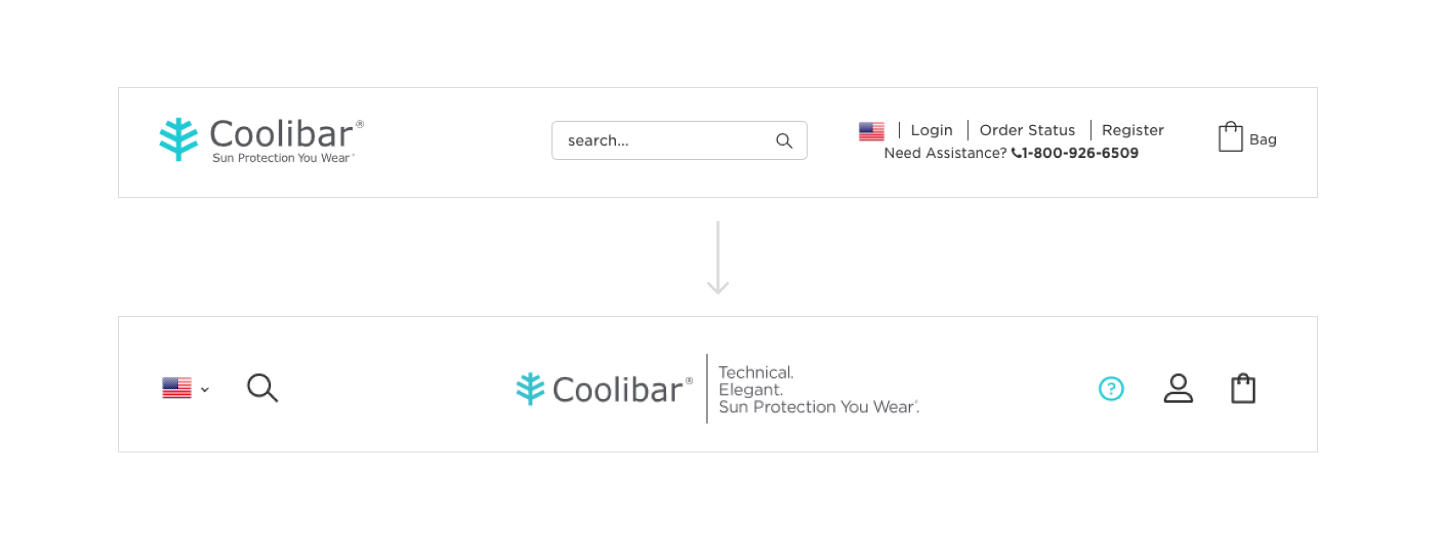 Coolibar®
Sun Protection You Wear®
search...
| Login | Order Status | Register
Need Assistance? 1-800-926-6509
Bag
Coolibar®
Technical.
Elegant.
Sun Protection You Wear®.
?